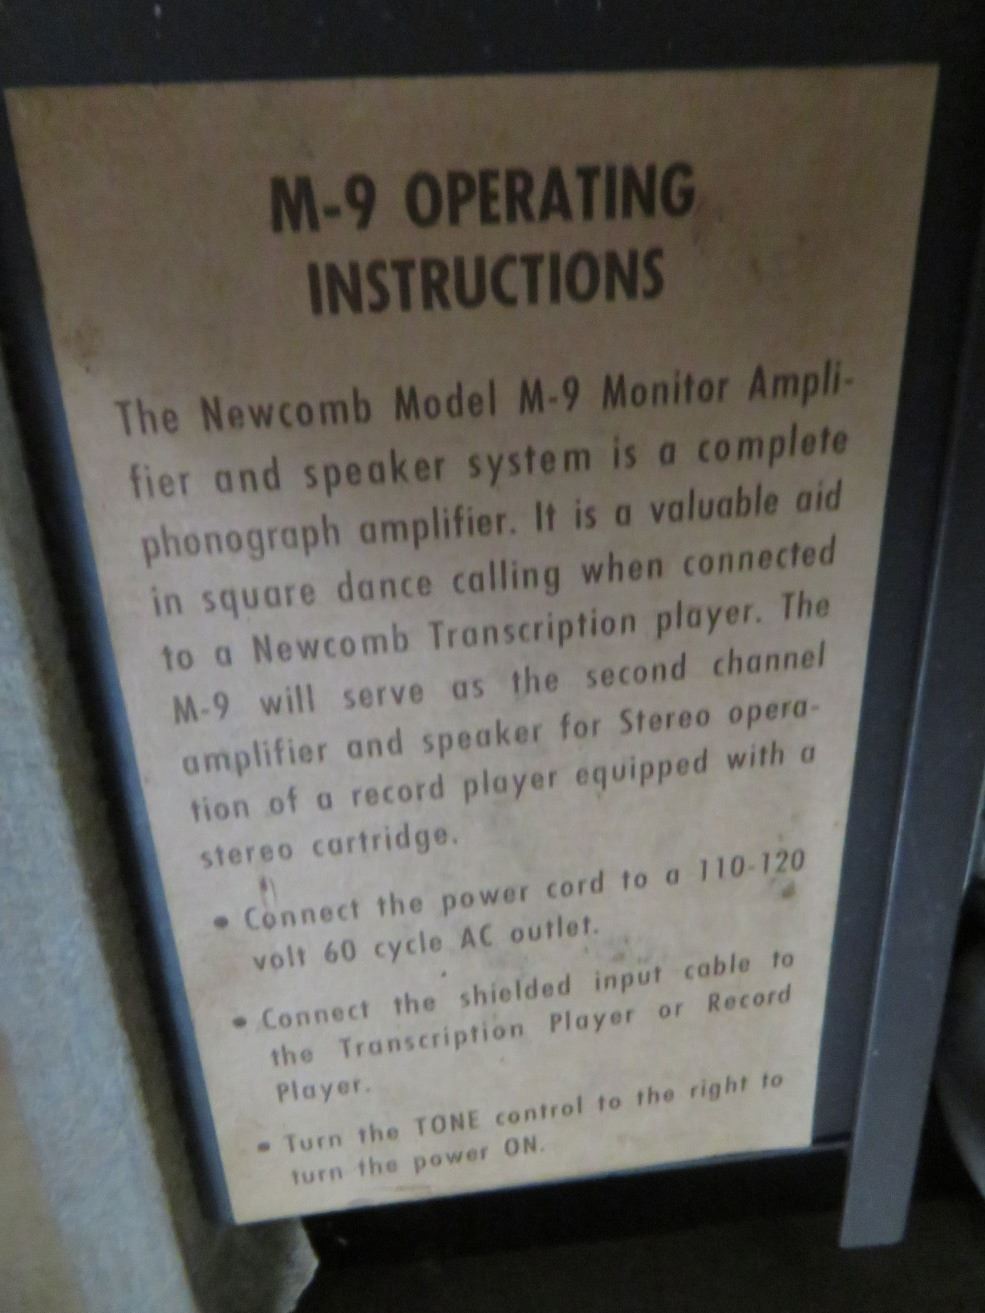 M-9 OPERATING
INSTRUCTIONS
The Newcomb Model M-9 Monitor Ampli-
fier and speaker system is a complete
phonograph amplifier. It is a valuable aid
in square dance calling when connected
to a Newcomb Transcription player. The
M-9 will serve as the second channel
amplifier and speaker for Stereo opera-
tion of a record player equipped with a
stereo cartridge.
• Connect the power cord to a 110-120
volt 60 cycle AC outlet.
• Connect the shielded input cable to
the Transcription Player or Record
Player.
• Turn the TONE control to the right to
turn the power ON.